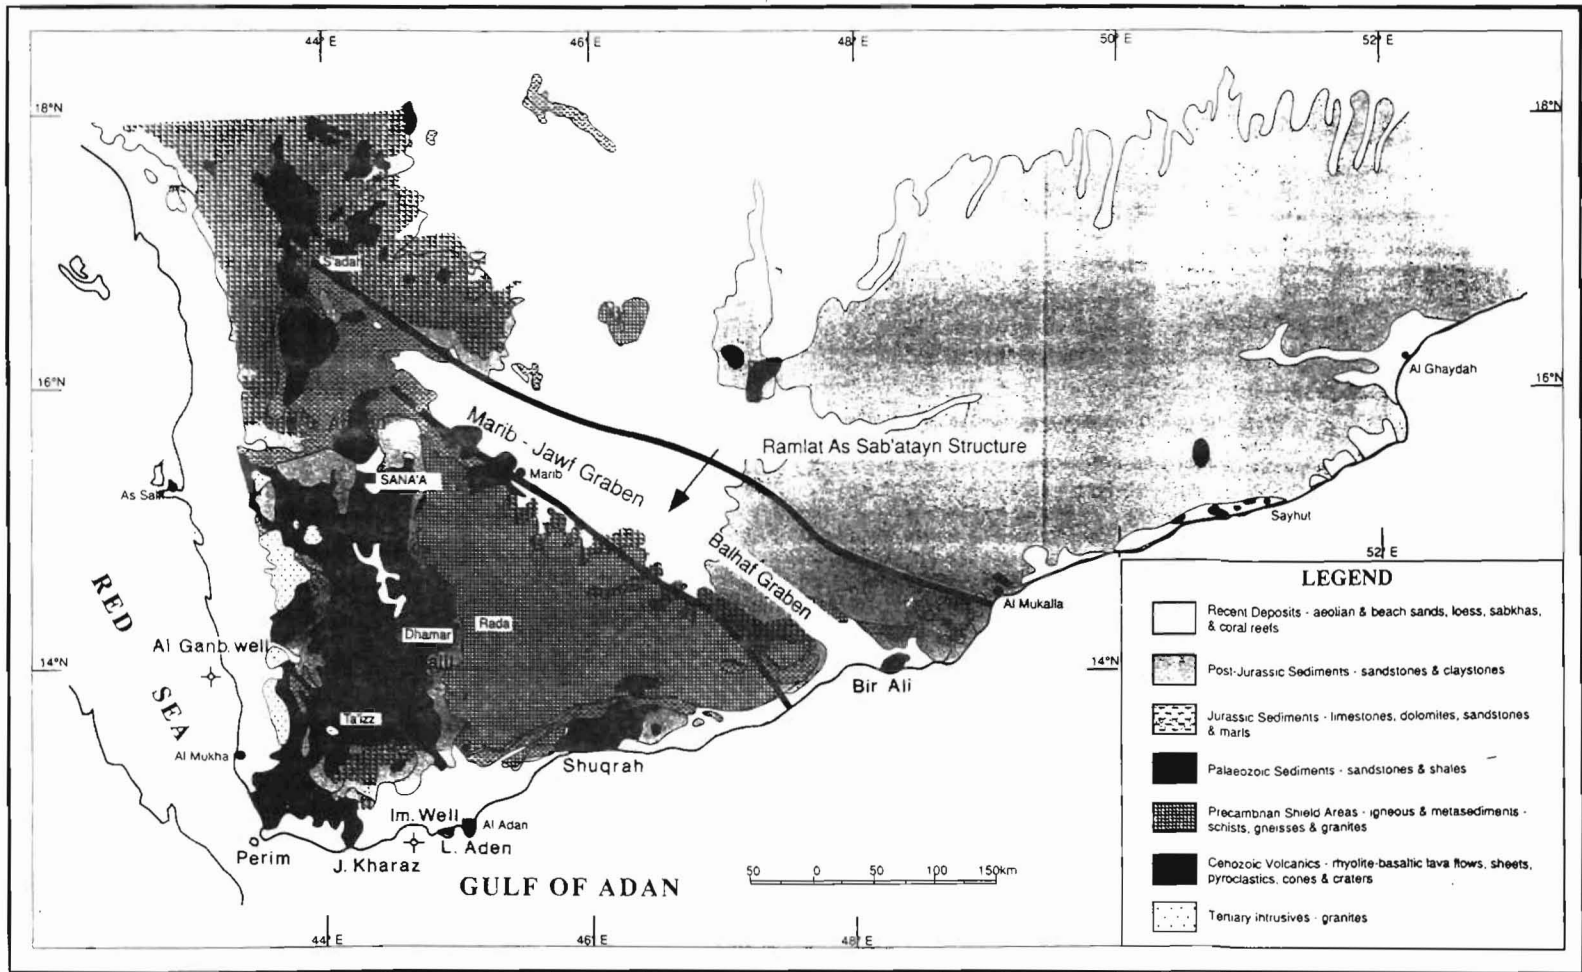 44° E
46° E
48° E
50° E
52° E
18°N
18°N
S'adah
16°N
16°N
Al Ghaydah
Marib - Jawf Graben
Ramlat As Sab'atayn Structure
Marib
SANA'A
As Salif
Sayhut
52° E
Balhaf Graben
Al Mukalla
RED
SEA
Rada
Dhamar
Al Ganb. well
14°N
14°N
Bir Ali
Ta'izz
Al Mukha
Shuqrah
Im. Well
Al Adan
L. Aden
Perim
J. Kharaz
GULF OF ADAN
50 0 50 100 150km
44° E
46° E
48° E
LEGEND
Recent Deposits - aeolian & beach sands, loess, sabkhas,
& coral reefs
Post-Jurassic Sediments - sandstones & claystones
Jurassic Sediments - limestones, dolomites, sandstones
& marls
Palaeozoic Sediments - sandstones & shales
Precambrian Shield Areas - igneous & metasediments -
schists, gneisses & granites
Cenozoic Volcanics - rhyolite-basaltic lava flows, sheets,
pyroclastics, cones & craters
Tertiary intrusives - granites